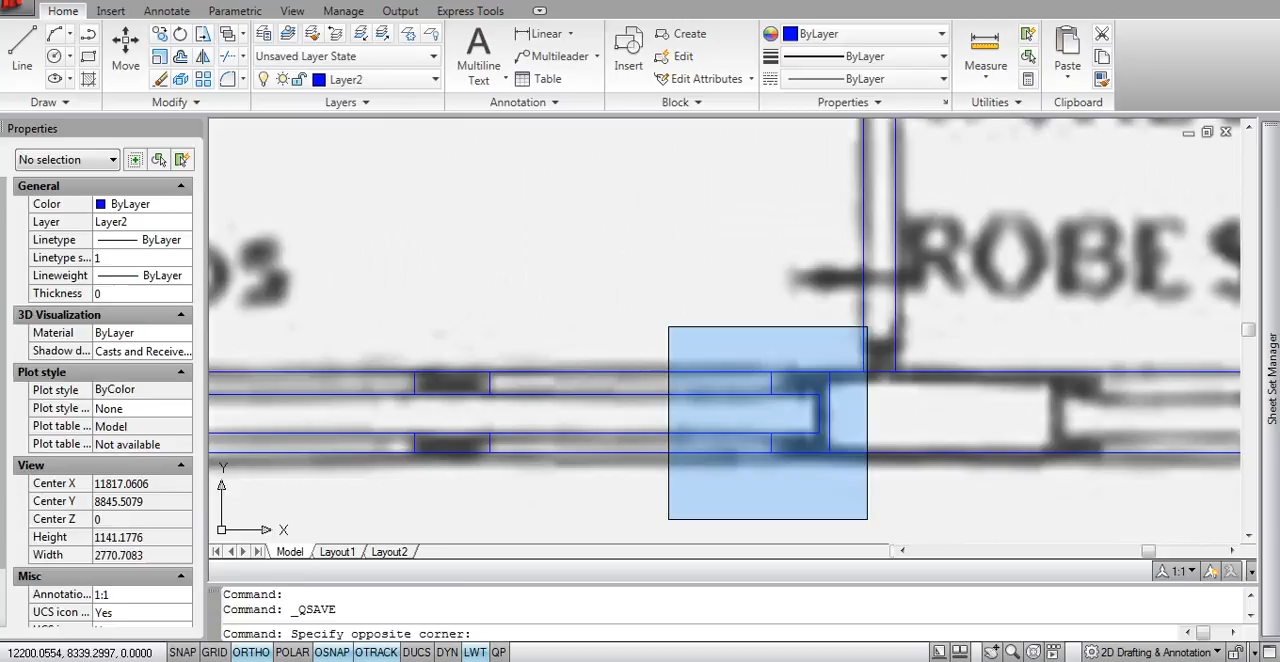 Home Insert Annotate Parametric View Manage Output Express Tools
Line
Move
Unsaved Layer State
Layer2
Multiline
Text
Linear
Multileader
Table
Insert
Create
Edit
Edit Attributes
ByLayer
ByLayer
ByLayer
Measure
Paste
Draw Modify Layers Annotation Block Properties Utilities Clipboard
Properties
No selection
General
Color ByLayer
Layer Layer2
Linetype ByLayer
Linetype s... 1
Lineweight ByLayer
Thickness 0
3D Visualization
Material ByLayer
Shadow d... Casts and Receive...
Plot style
Plot style ByColor
Plot style ... None
Plot table ... Model
Plot table ... Not available
View
Center X 11817.0606
Center Y 8845.5079
Center Z 0
Height 1141.1776
Width 2770.7083
Misc
Annotatio... 1:1
UCS icon ... Yes
ROBE S
Y
X
Model Layout1 Layout2
1:1
Sheet Set Manager
Command:
Command: _QSAVE
Command: Specify opposite corner:
12200.0554, 8339.2997, 0.0000 SNAP GRID ORTHO POLAR OSNAP OTRACK DUCS DYN LWT QP 2D Drafting & Annotation